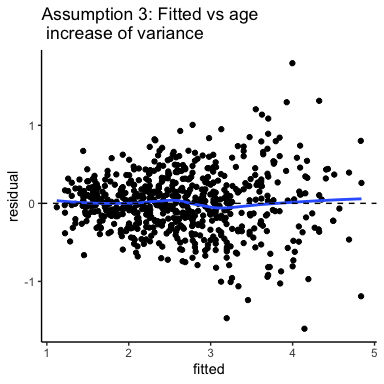 Assumption 3: Fitted vs age
increase of variance
residual
1
0
-1
1
2
3
4
5
fitted